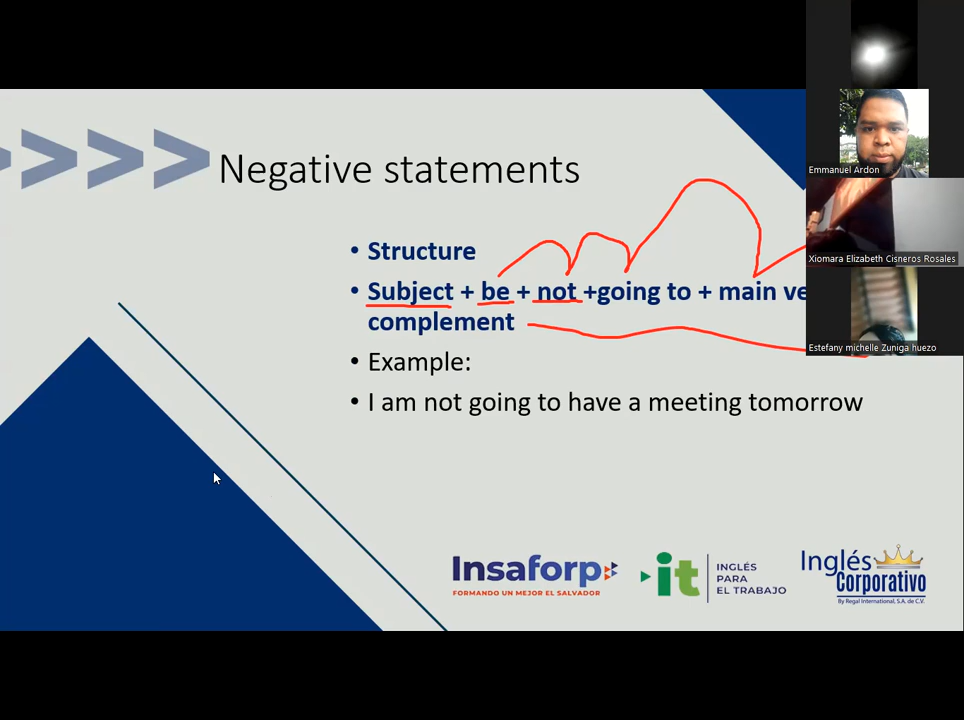 Negative statements
• Structure
• Subject + be + not +going to + main
complement
• Example:
• I am not going to have a meeting tomorrow
Emmanuel Ardon
Xiomara Elizabeth Cisneros Rosales
Estefany michelle Zuniga huezo
Insaforp
FORMANDO UN MEJOR EL SALVADOR
it
INGLÉS
PARA
EL TRABAJO
Inglés
Corporativo
By Regal International, S.A. de C.V.